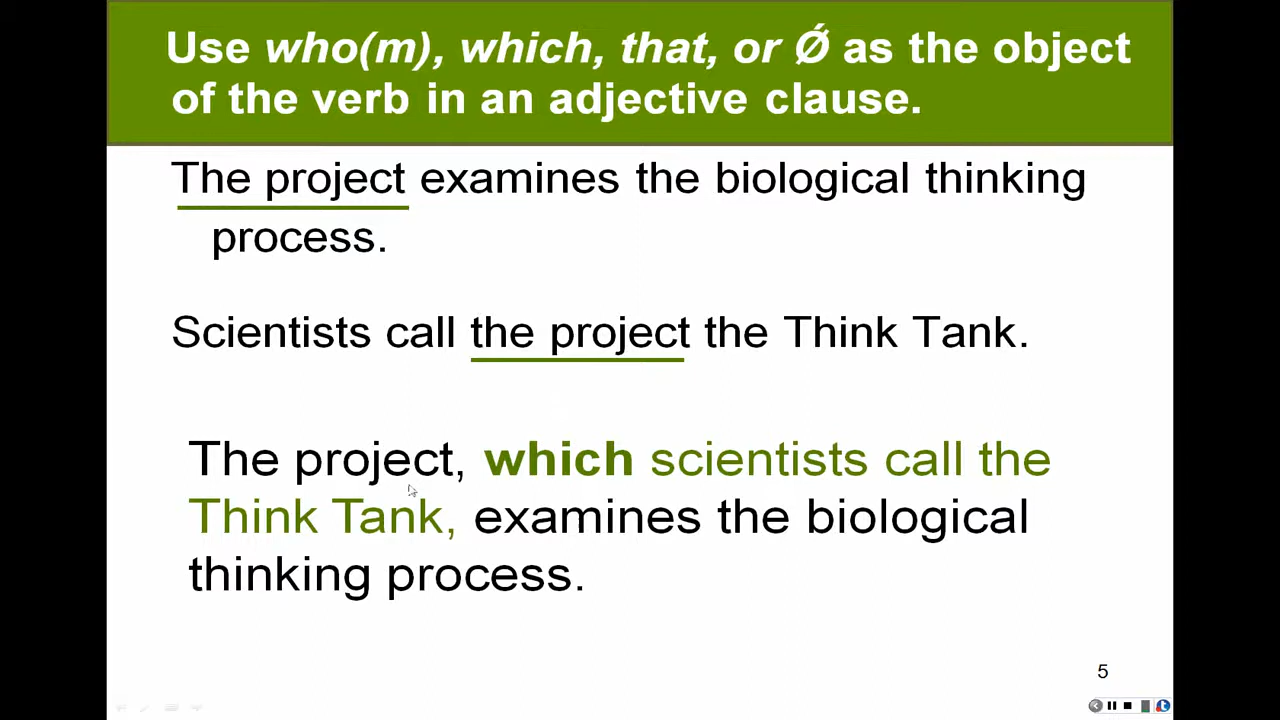 Use who(m), which, that, or Ǿ as the object
of the verb in an adjective clause.
The project examines the biological thinking
process.
Scientists call the project the Think Tank.
The project, which scientists call the
Think Tank, examines the biological
thinking process.
5